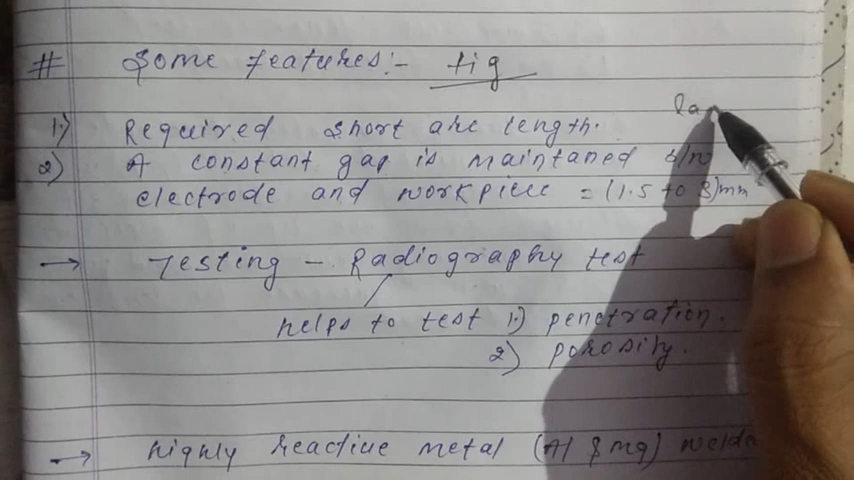 # Some features:- tig
la
1.) Required short arc length.
2) A constant gap is maintaned b/n
electrode and workpiece = (1.5 to 3)mm
→ Testing - Radiography test
helps to test 1.) penetration.
2) porosity.
→ highly reactive metal (Al & mg)